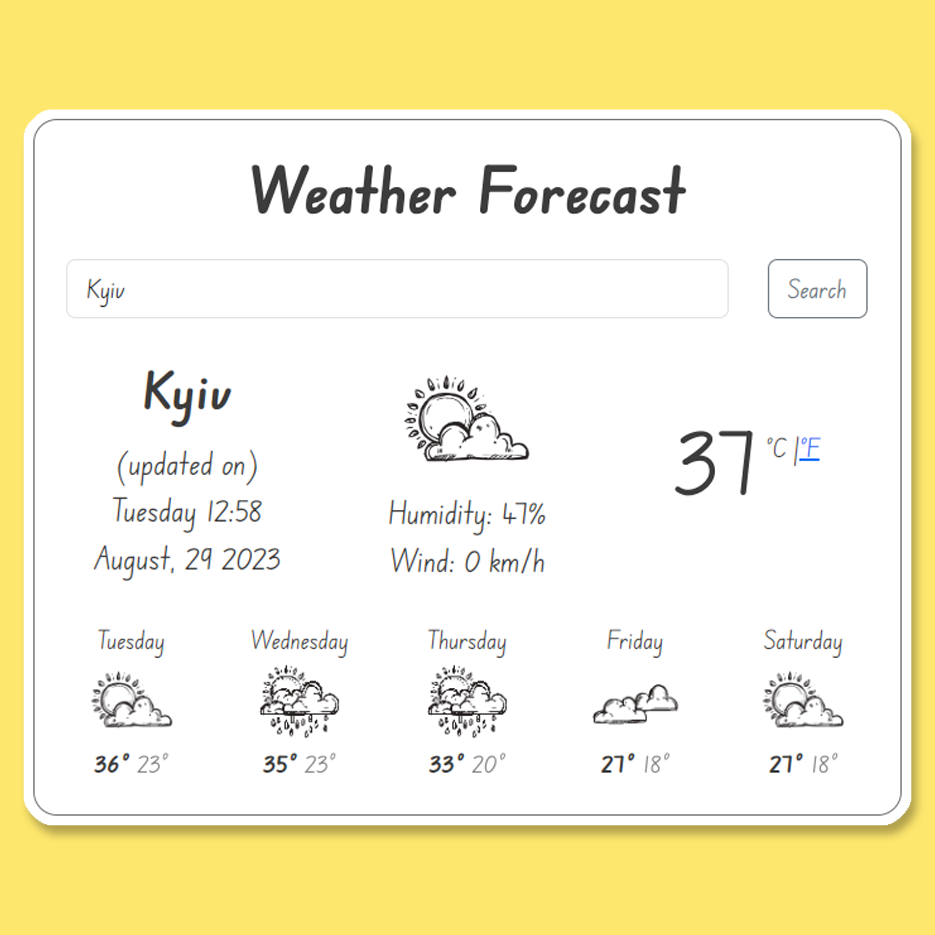 Weather Forecast
Kyiv
Search
Kyiv
(updated on)
Tuesday 12:58
August, 29 2023
Humidity: 47%
Wind: 0 km/h
37 °C |°F
Tuesday
Wednesday
Thursday
Friday
Saturday
36° 23°
35° 23°
33° 20°
27° 18°
27° 18°